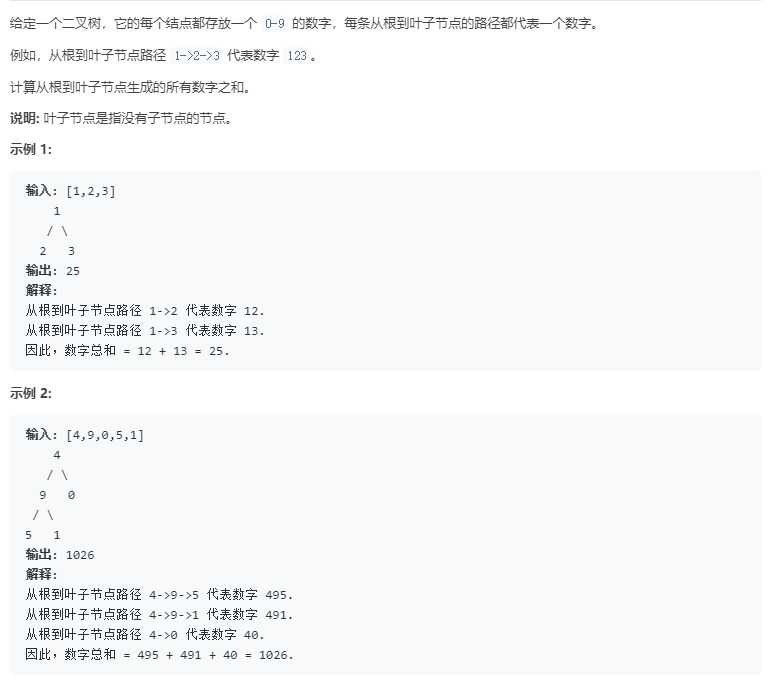 给定一个二叉树，它的每个结点都存放一个 0-9 的数字，每条从根到叶子节点的路径都代表一个数字。
例如，从根到叶子节点路径 1->2->3 代表数字 123。
计算从根到叶子节点生成的所有数字之和。
说明: 叶子节点是指没有子节点的节点。
示例 1:
输入: [1,2,3]
    1
   / \
  2   3
输出: 25
解释:
从根到叶子节点路径 1->2 代表数字 12.
从根到叶子节点路径 1->3 代表数字 13.
因此，数字总和 = 12 + 13 = 25.
示例 2:
输入: [4,9,0,5,1]
    4
   / \
  9   0
 / \
5   1
输出: 1026
解释:
从根到叶子节点路径 4->9->5 代表数字 495.
从根到叶子节点路径 4->9->1 代表数字 491.
从根到叶子节点路径 4->0 代表数字 40.
因此，数字总和 = 495 + 491 + 40 = 1026.